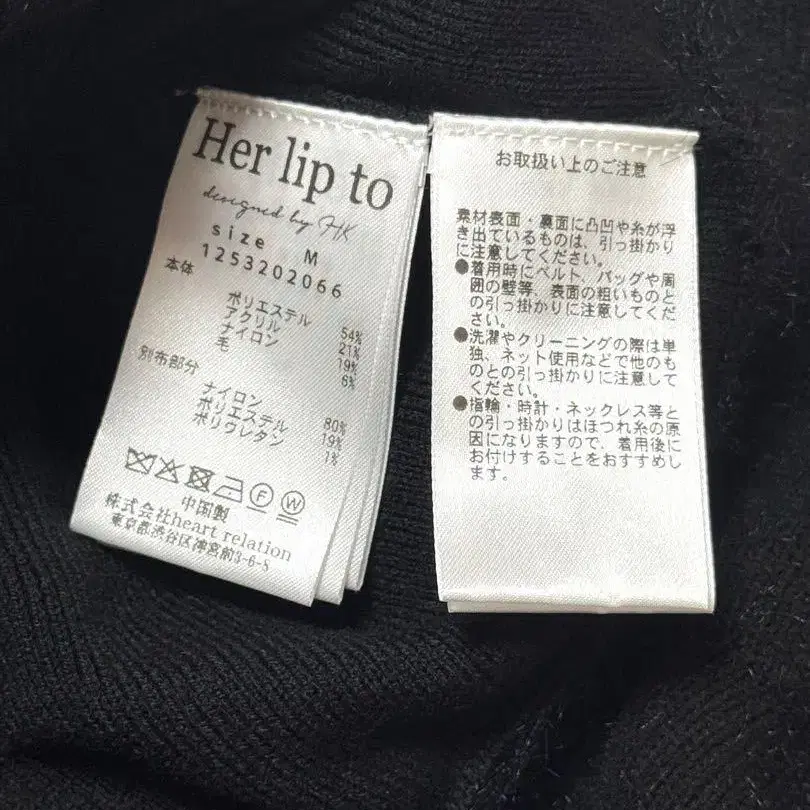 Her lip to
designed by HK
size M
1253202066
本体
ポリエステル 54%
アクリル 21%
ナイロン 19%
毛 6%
別布部分
ナイロン 80%
ポリエステル 19%
ポリウレタン 1%
F W
中国製
株式会社heart relation
東京都渋谷区神宮前3-6-8
お取扱い上のご注意
素材表面・裏面に凸凹や糸が浮
き出ているものは、引っ掛かり
に注意してください。
●着用時にベルト、バッグや周
囲の壁等、表面の粗いものと
の引っ掛かりに注意してくだ
さい。
●洗濯やクリーニングの際は単
独、ネット使用などで他のも
のとの引っ掛かりに注意して
ください。
●指輪・時計・ネックレス等と
の引っ掛かりはほつれ糸の原
因になりますので、着用後に
お付けすることをおすすめし
ます。